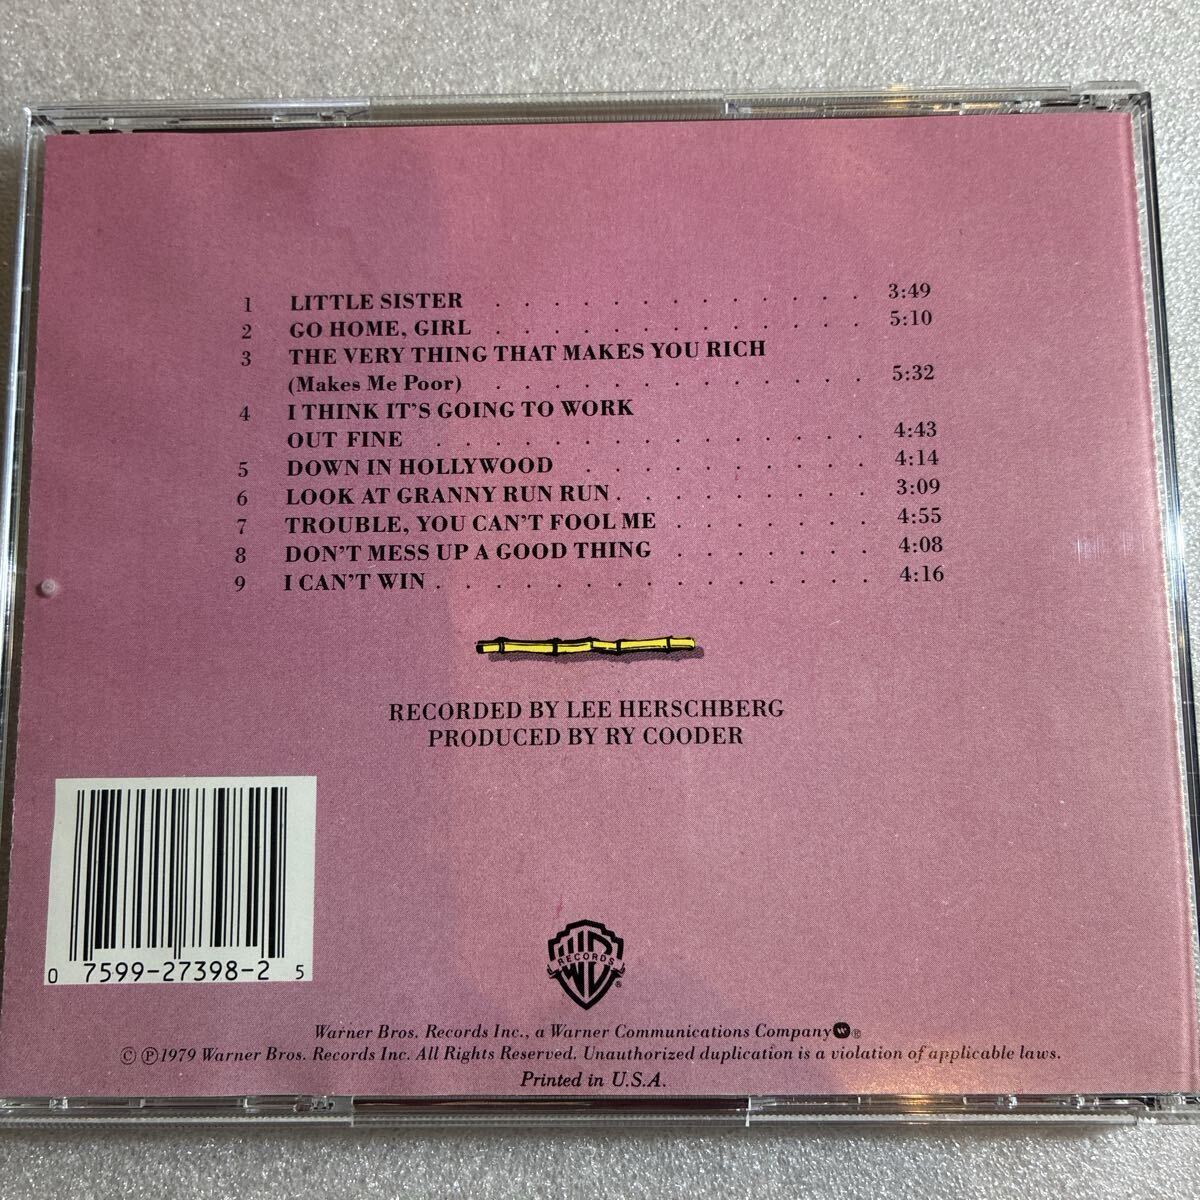 1 LITTLE SISTER . . . . . . . . . . . . . 3:49
2 GO HOME, GIRL . . . . . . . . . . . . . 5:10
3 THE VERY THING THAT MAKES YOU RICH
(Makes Me Poor) . . . . . . . . . . . . . 5:32
4 I THINK IT'S GOING TO WORK
OUT FINE . . . . . . . . . . . . . . . 4:43
5 DOWN IN HOLLYWOOD . . . . . . . . . . 4:14
6 LOOK AT GRANNY RUN RUN . . . . . . . . . 3:09
7 TROUBLE, YOU CAN'T FOOL ME . . . . . . . 4:55
8 DON'T MESS UP A GOOD THING . . . . . . . 4:08
9 I CAN'T WIN . . . . . . . . . . . . . . . 4:16
RECORDED BY LEE HERSCHBERG
PRODUCED BY RY COODER
0 7599-27398-2 5
WB
RECORDS
®
Warner Bros. Records Inc., a Warner Communications Company ®
© ℗ 1979 Warner Bros. Records Inc. All Rights Reserved. Unauthorized duplication is a violation of applicable laws.
Printed in U.S.A.